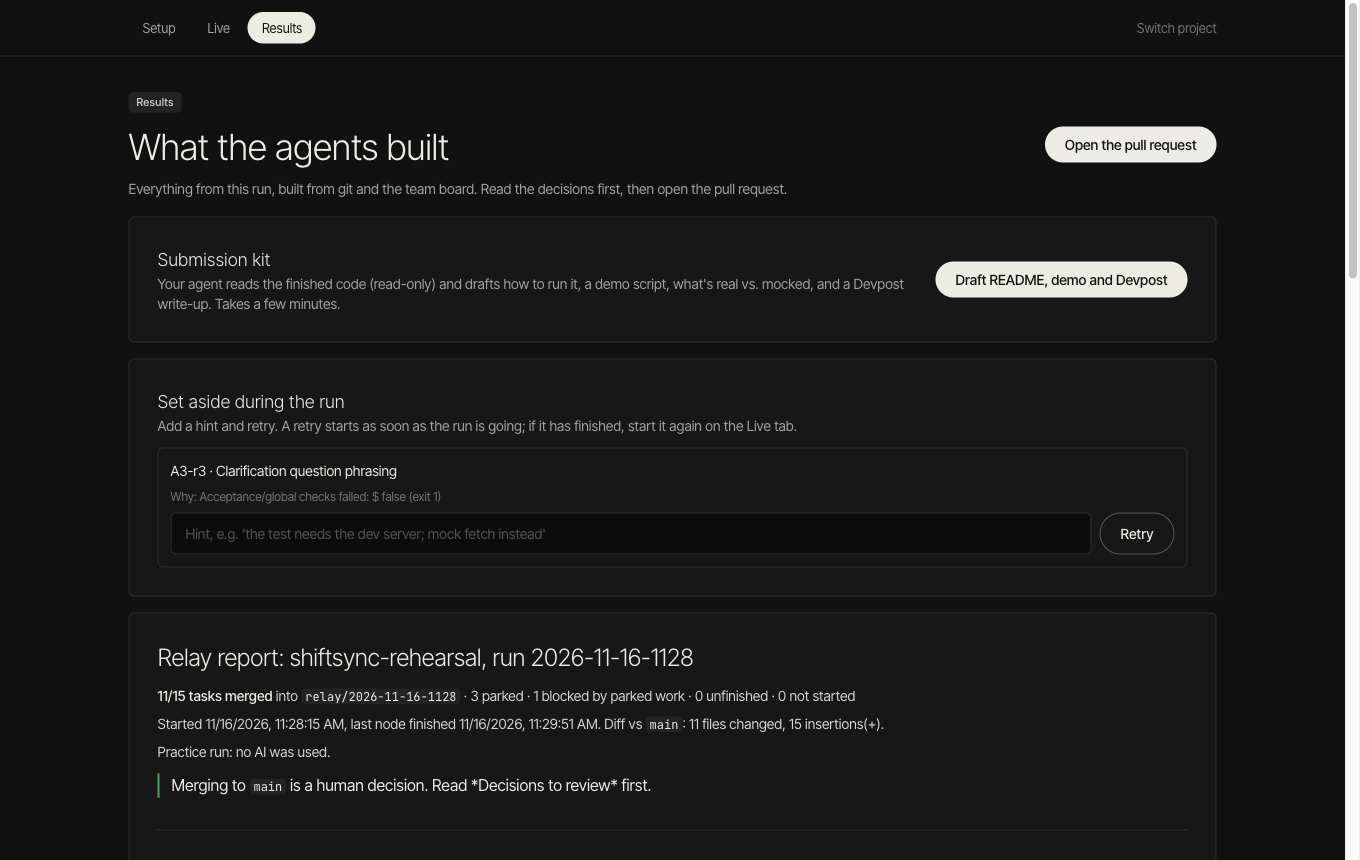 Setup
Live
Results
Switch project
Results
What the agents built
Open the pull request
Everything from this run, built from git and the team board. Read the decisions first, then open the pull request.
Submission kit
Your agent reads the finished code (read-only) and drafts how to run it, a demo script, what's real vs. mocked, and a Devpost
write-up. Takes a few minutes.
Draft README, demo and Devpost
Set aside during the run
Add a hint and retry. A retry starts as soon as the run is going; if it has finished, start it again on the Live tab.
A3-r3 · Clarification question phrasing
Why: Acceptance/global checks failed: $ false (exit 1)
Hint, e.g. 'the test needs the dev server; mock fetch instead'
Retry
Relay report: shiftsync-rehearsal, run 2026-11-16-1128
11/15 tasks merged into relay/2026-11-16-1128 · 3 parked · 1 blocked by parked work · 0 unfinished · 0 not started
Started 11/16/2026, 11:28:15 AM, last node finished 11/16/2026, 11:29:51 AM. Diff vs main: 11 files changed, 15 insertions(+).
Practice run: no AI was used.
Merging to main is a human decision. Read *Decisions to review* first.